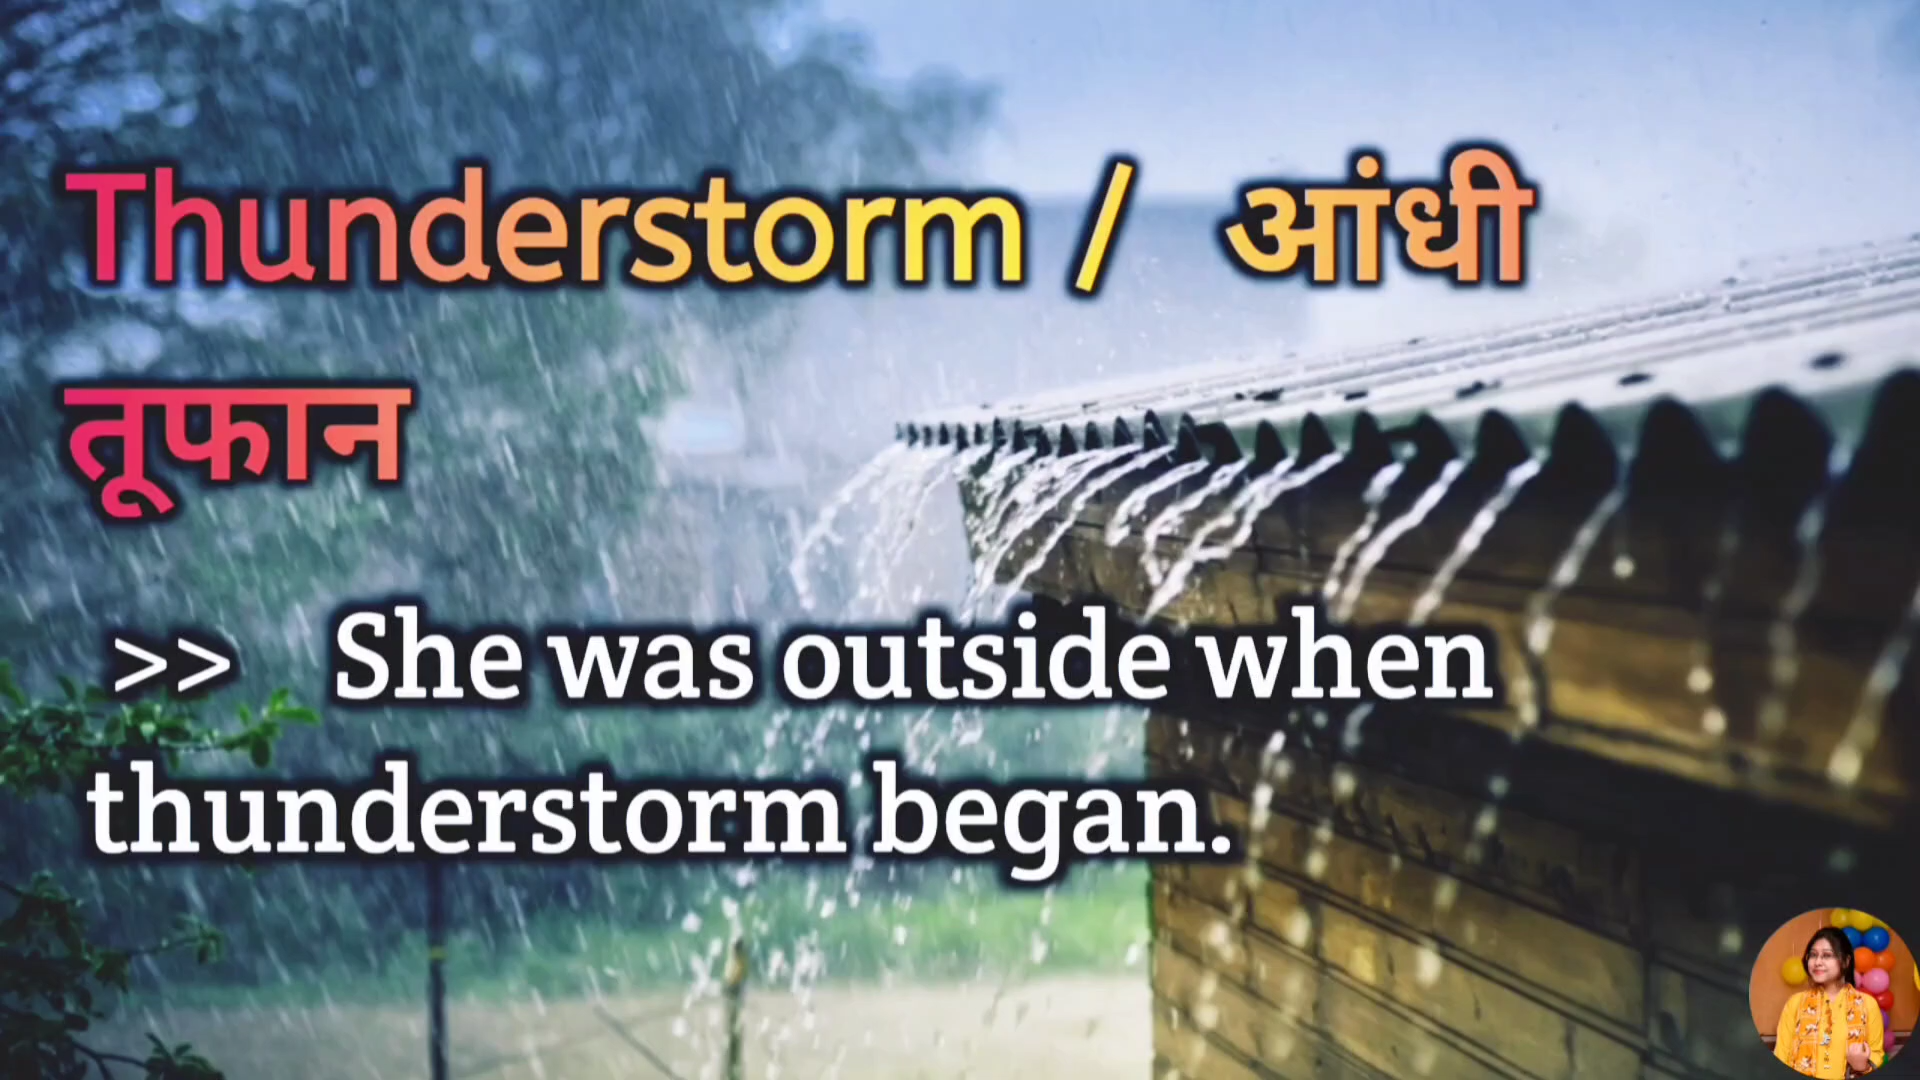 Thunderstorm / आंधी
तूफान
>> She was outside when
thunderstorm began.